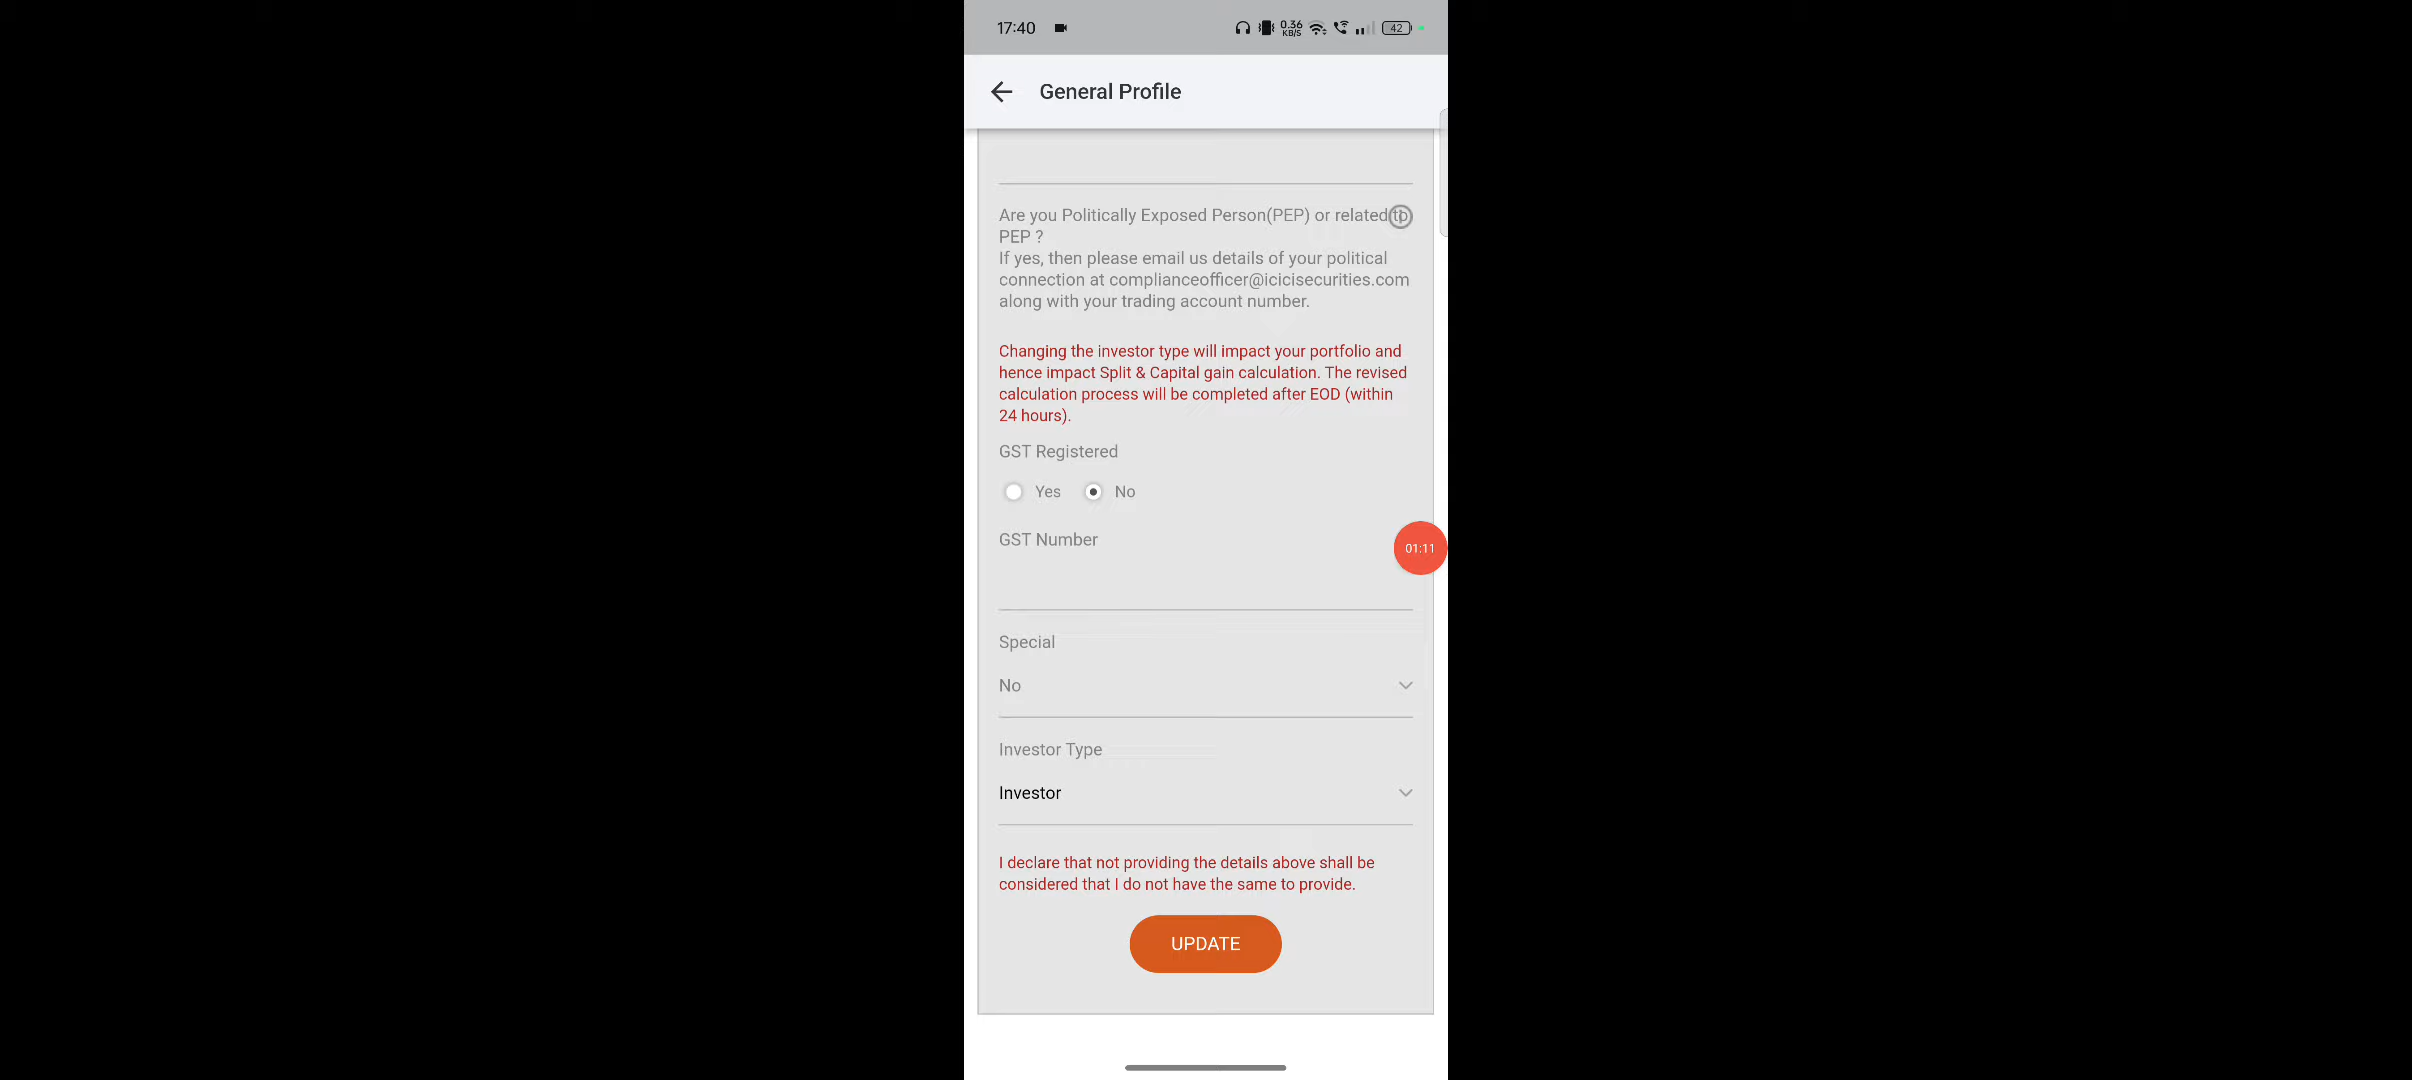 17:40 0.36 KB/S 42
General Profile
Are you Politically Exposed Person(PEP) or related to
PEP ?
If yes, then please email us details of your political
connection at complianceofficer@icicisecurities.com
along with your trading account number.
Changing the investor type will impact your portfolio and
hence impact Split & Capital gain calculation. The revised
calculation process will be completed after EOD (within
24 hours).
GST Registered
Yes No
GST Number
01:11
Special
No
Investor Type
Investor
I declare that not providing the details above shall be
considered that I do not have the same to provide.
UPDATE